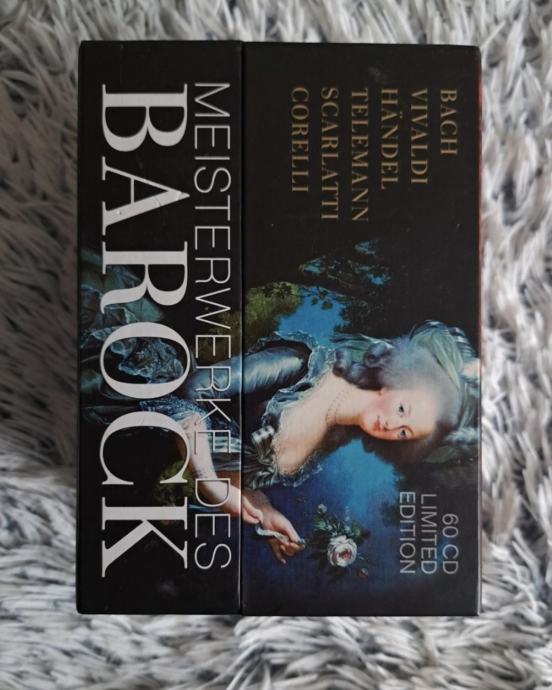 BACH
VIVALDI
HÄNDEL
TELEMANN
SCARLATTI
CORELLI
60 CD
LIMITED
EDITION
MEISTERWERKE DES
BAROCK